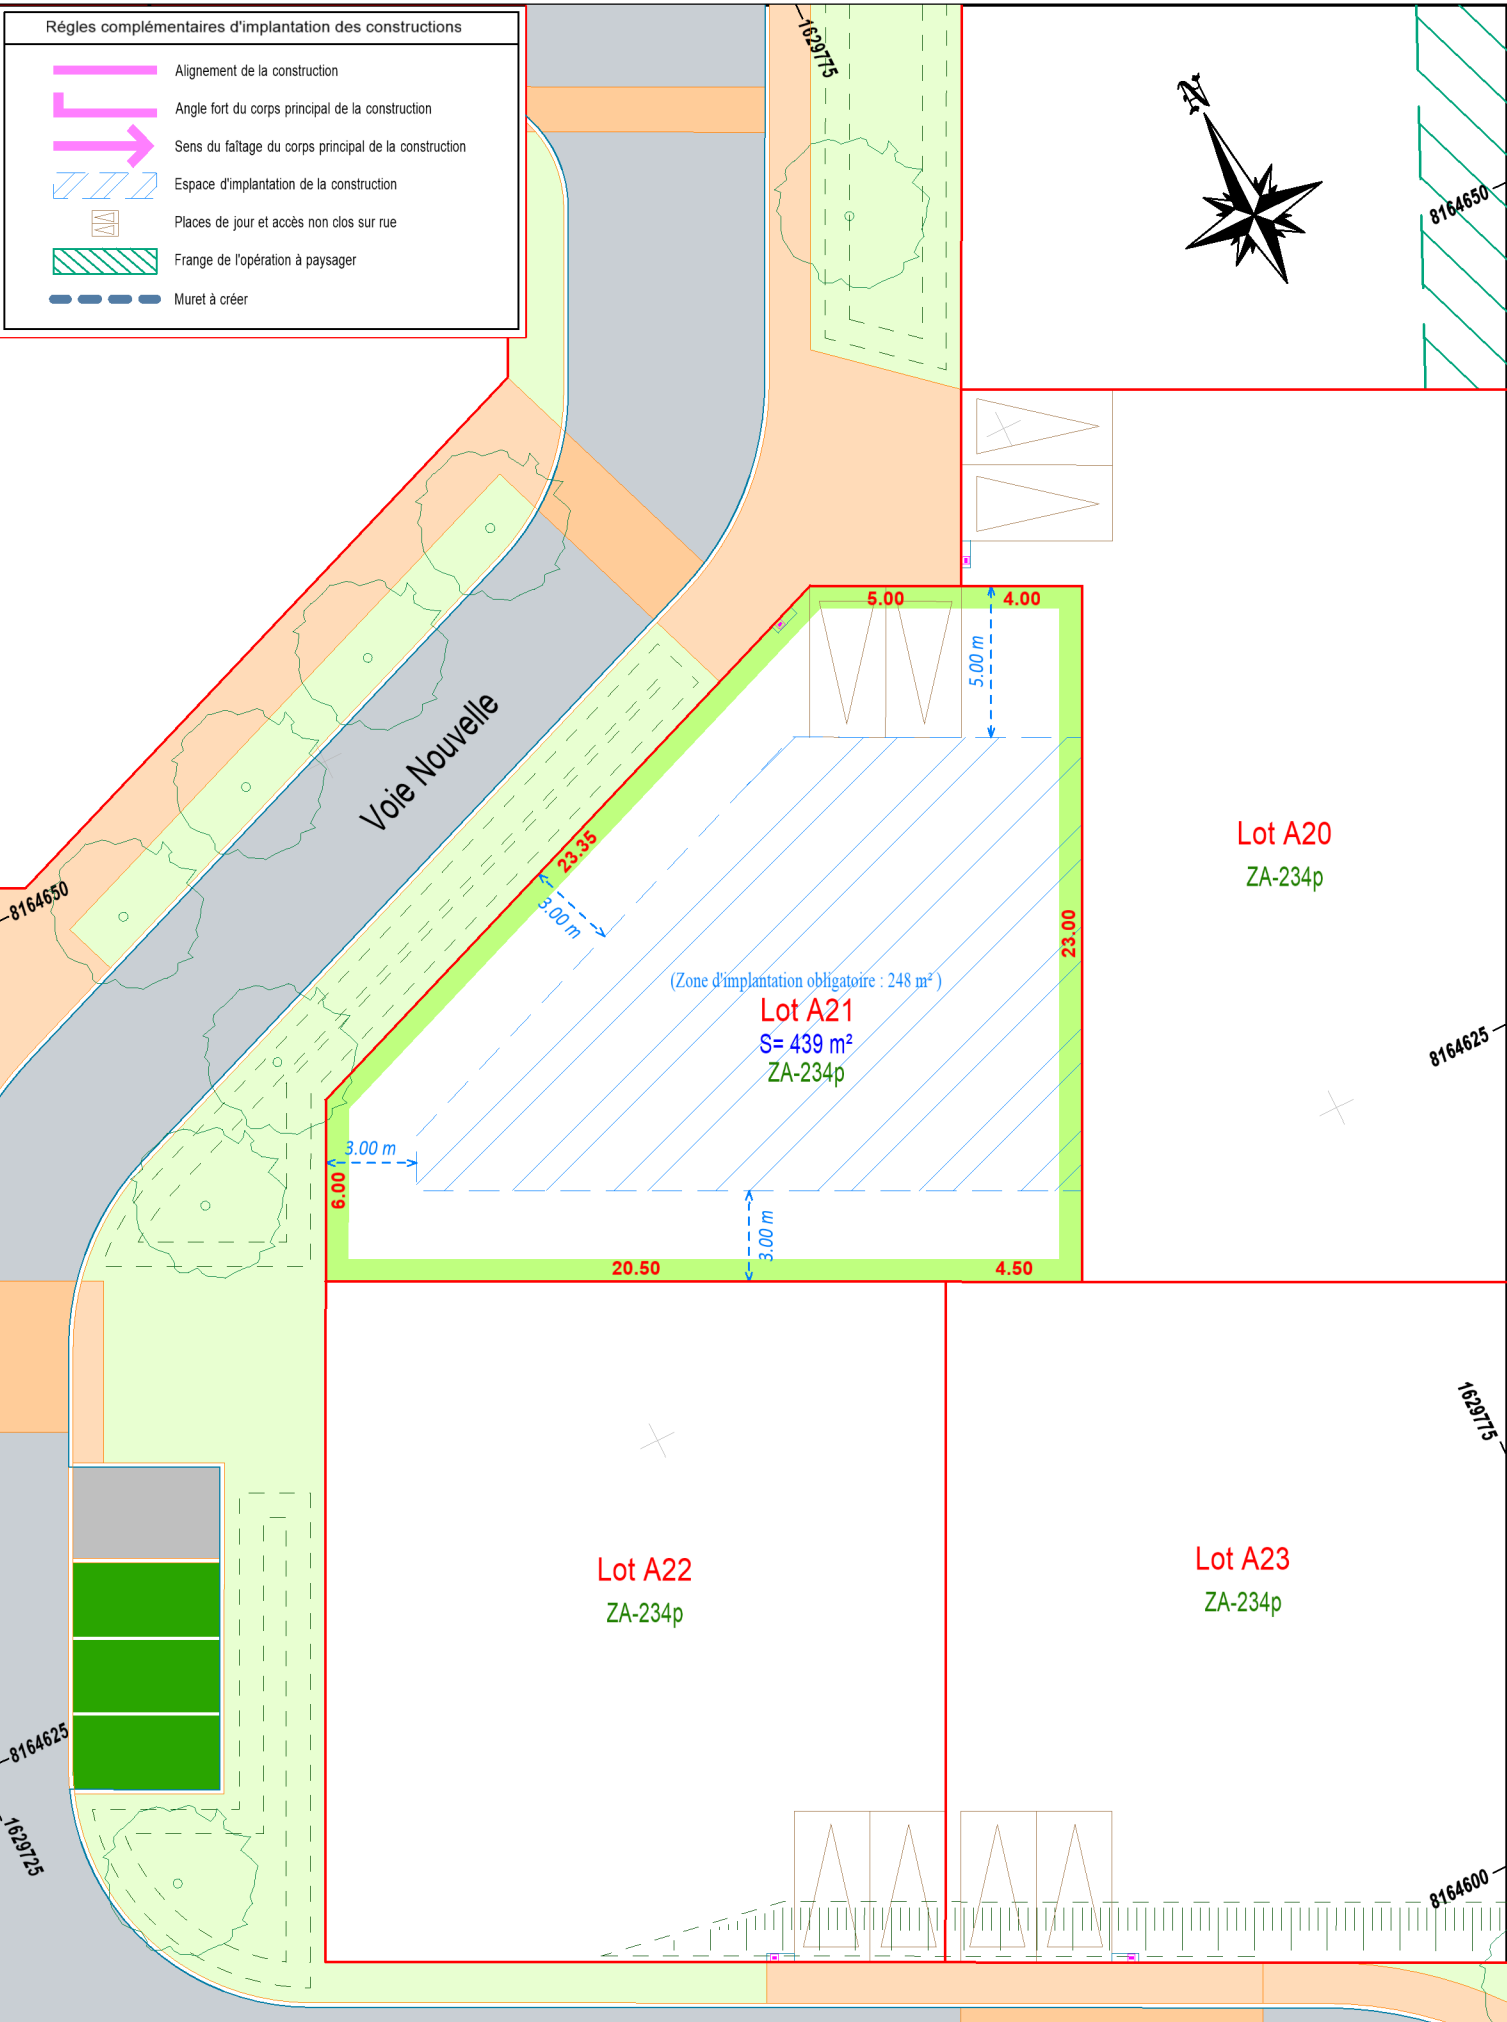 Régles complémentaires d'implantation des constructions
Alignement de la construction
Angle fort du corps principal de la construction
Sens du faîtage du corps principal de la construction
Espace d'implantation de la construction
Places de jour et accès non clos sur rue
Frange de l'opération à paysager
Muret à créer
1629775
N
8164650
5.00
4.00
5.00 m
Voie Nouvelle
23.35
3.00 m
Lot A20
ZA-234p
8164650
23.00
(Zone d'implantation obligatoire : 248 m² )
Lot A21
S= 439 m²
ZA-234p
8164625
3.00 m
6.00
3.00 m
20.50
4.50
1629775
Lot A22
ZA-234p
Lot A23
ZA-234p
8164625
1629725
8164600